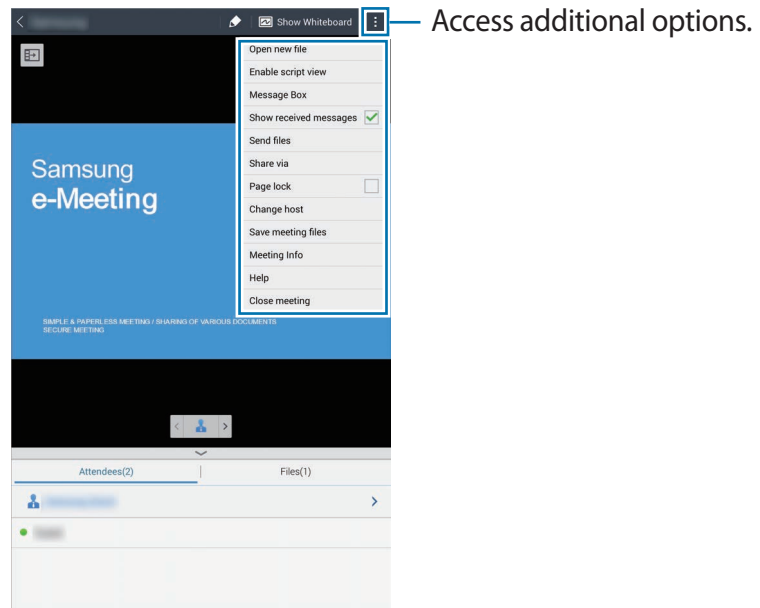 Show Whiteboard
Access additional options.
Open new file
Enable script view
Message Box
Show received messages
Send files
Share via
Page lock
Change host
Save meeting files
Meeting Info
Help
Close meeting
Samsung
e-Meeting
SIMPLE & PAPERLESS MEETING / SHARING OF VARIOUS DOCUMENTS
SECURE MEETING
Attendees(2)
Files(1)